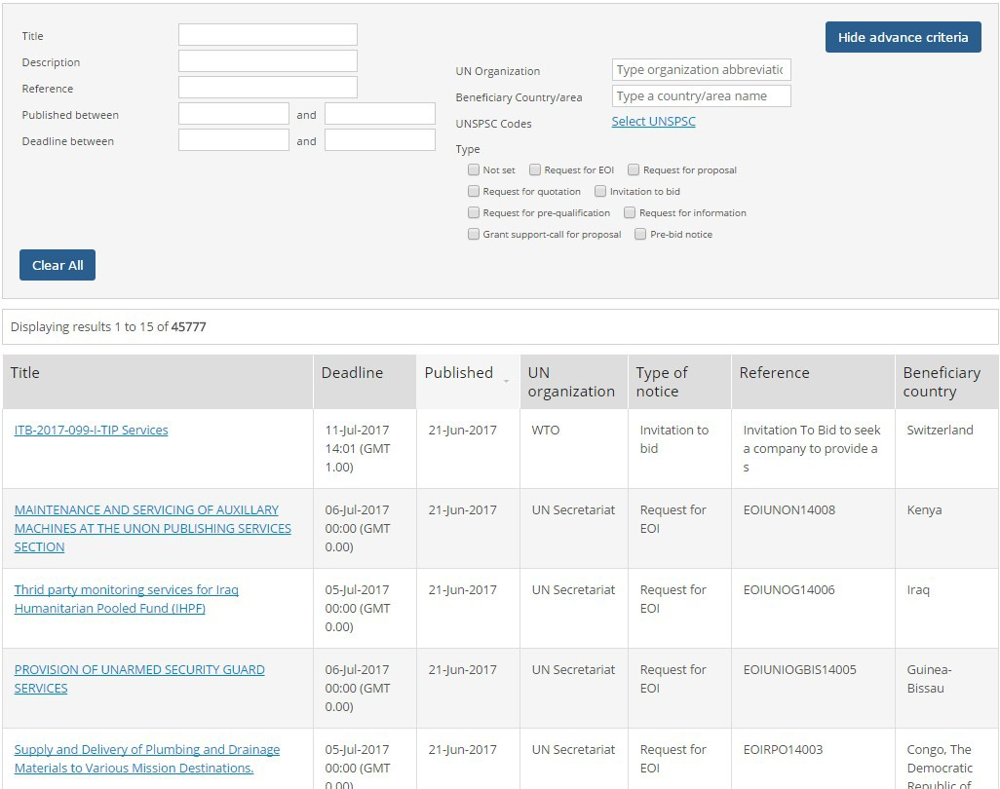 Hide advance criteria
Title
Description
Reference
Published between and
Deadline between and
UN Organization Type organization abbreviatic
Beneficiary Country/area Type a country/area name
UNSPSC Codes Select UNSPSC
Type
Not set Request for EOI Request for proposal
Request for quotation Invitation to bid
Request for pre-qualification Request for information
Grant support-call for proposal Pre-bid notice
Clear All
Displaying results 1 to 15 of 45777
Title Deadline Published UN organization Type of notice Reference Beneficiary country
ITB-2017-099-I-TIP Services 11-Jul-2017 21-Jun-2017 WTO Invitation to Invitation To Bid to seek Switzerland
14:01 (GMT bid a company to provide a
1.00) s
MAINTENANCE AND SERVICING OF AUXILLARY 06-Jul-2017 21-Jun-2017 UN Secretariat Request for EOIUNON14008 Kenya
MACHINES AT THE UNON PUBLISHING SERVICES 00:00 (GMT EOI
SECTION 0.00)
Thrid party monitoring services for Iraq 05-Jul-2017 21-Jun-2017 UN Secretariat Request for EOIUNOG14006 Iraq
Humanitarian Pooled Fund (IHPF) 00:00 (GMT EOI
0.00)
PROVISION OF UNARMED SECURITY GUARD 06-Jul-2017 21-Jun-2017 UN Secretariat Request for EOIUNIOGBIS14005 Guinea-
SERVICES 00:00 (GMT EOI Bissau
0.00)
Supply and Delivery of Plumbing and Drainage 05-Jul-2017 21-Jun-2017 UN Secretariat Request for EOIRPO14003 Congo, The
Materials to Various Mission Destinations. 00:00 (GMT EOI Democratic
0.00) Republic of